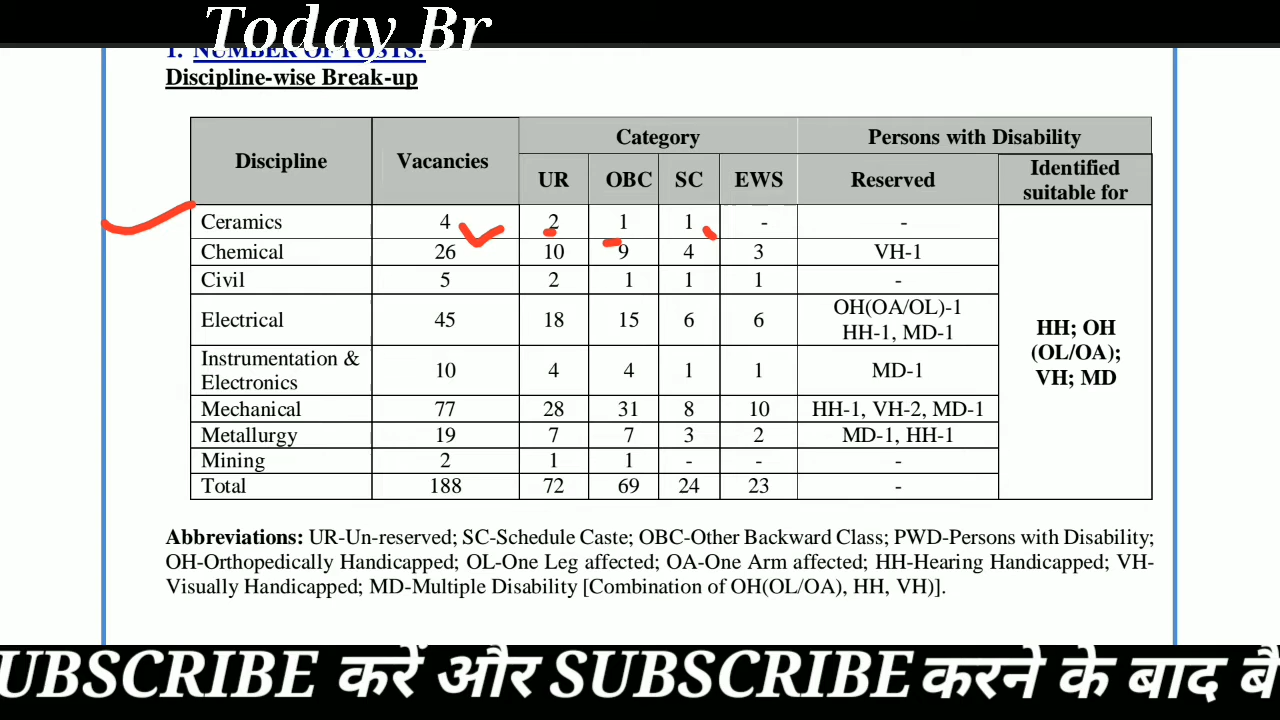 Today Br
1. NUMBER OF POSTS:
Discipline-wise Break-up
Discipline Vacancies Category Persons with Disability
UR OBC SC EWS Reserved Identified suitable for
Ceramics 4 2 1 1 - -
Chemical 26 10 9 4 3 VH-1
Civil 5 2 1 1 1 -
Electrical 45 18 15 6 6 OH(OA/OL)-1 HH-1, MD-1
Instrumentation & Electronics 10 4 4 1 1 MD-1
Mechanical 77 28 31 8 10 HH-1, VH-2, MD-1
Metallurgy 19 7 7 3 2 MD-1, HH-1
Mining 2 1 1 - - -
Total 188 72 69 24 23 -
HH; OH
(OL/OA);
VH; MD
Abbreviations: UR-Un-reserved; SC-Schedule Caste; OBC-Other Backward Class; PWD-Persons with Disability;
OH-Orthopedically Handicapped; OL-One Leg affected; OA-One Arm affected; HH-Hearing Handicapped; VH-
Visually Handicapped; MD-Multiple Disability [Combination of OH(OL/OA), HH, VH)].
UBSCRIBE करें और SUBSCRIBE करने के बाद बै